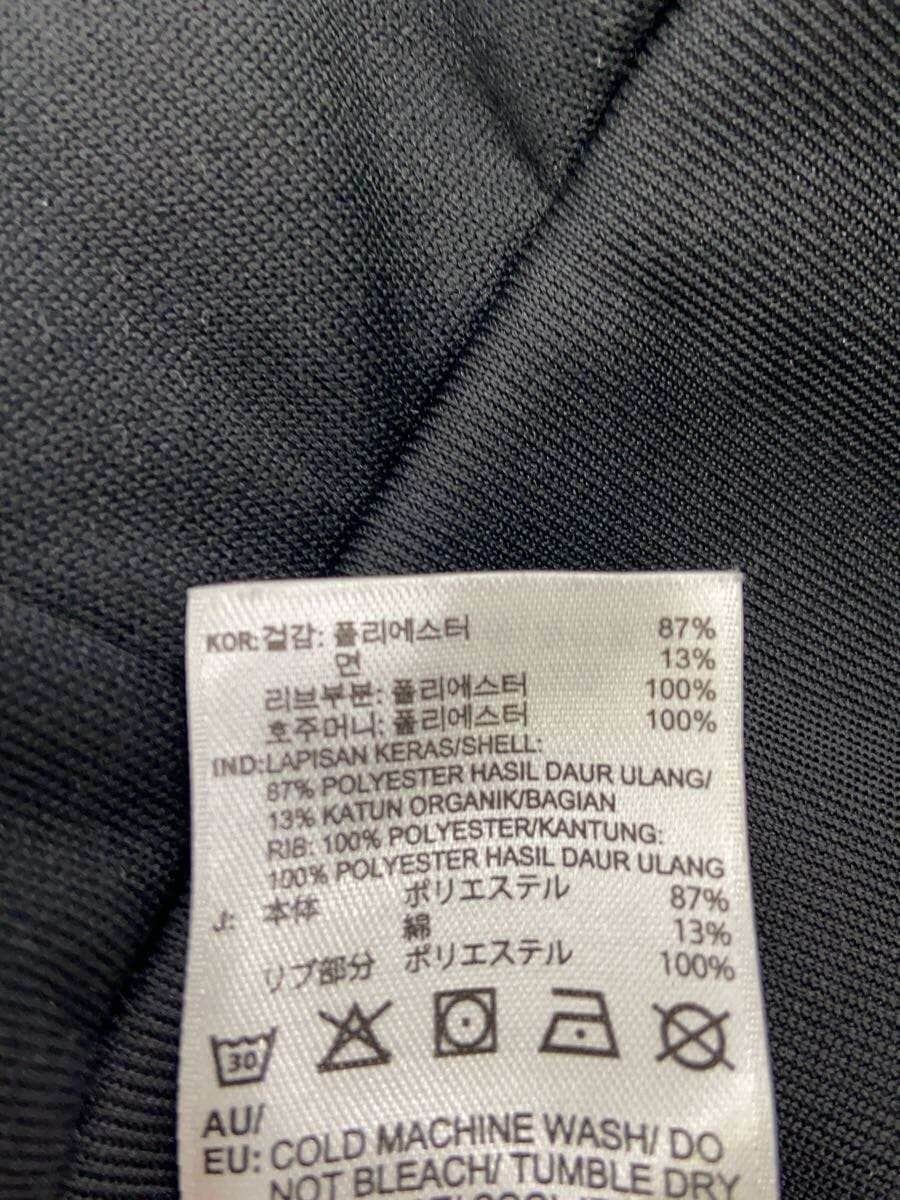 KOR: 겉감: 폴리에스터 87%
면 13%
리브부분: 폴리에스터 100%
호주머니: 폴리에스터 100%
IND: LAPISAN KERAS/SHELL:
87% POLYESTER HASIL DAUR ULANG/
13% KATUN ORGANIK/BAGIAN
RIB: 100% POLYESTER/KANTUNG:
100% POLYESTER HASIL DAUR ULANG
J: 本体 ポリエステル 87%
綿 13%
リブ部分 ポリエステル 100%
30
AU/
EU: COLD MACHINE WASH/ DO
NOT BLEACH/ TUMBLE DRY